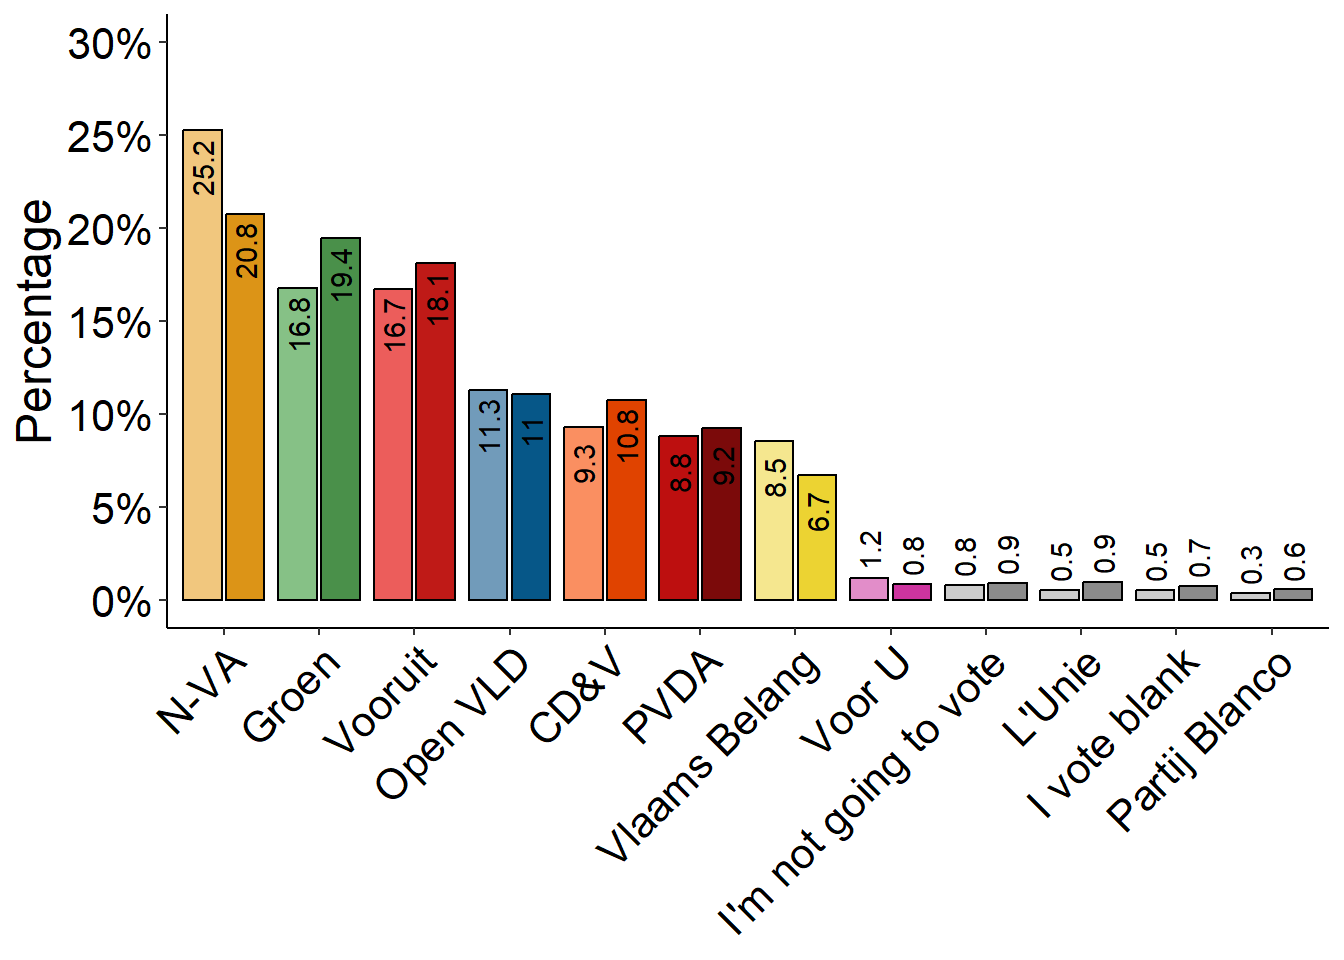 Percentage
30%
25%
20%
15%
10%
5%
0%
25.2
20.8
16.8
19.4
16.7
18.1
11.3
11
9.3
10.8
8.8
9.2
8.5
6.7
1.2
0.8
0.8
0.9
0.5
0.9
0.5
0.7
0.3
0.6
N-VA
Groen
Vooruit
Open VLD
CD&V
PVDA
Vlaams Belang
Voor U
I'm not going to vote
L'Unie
I vote blank
Partij Blanco